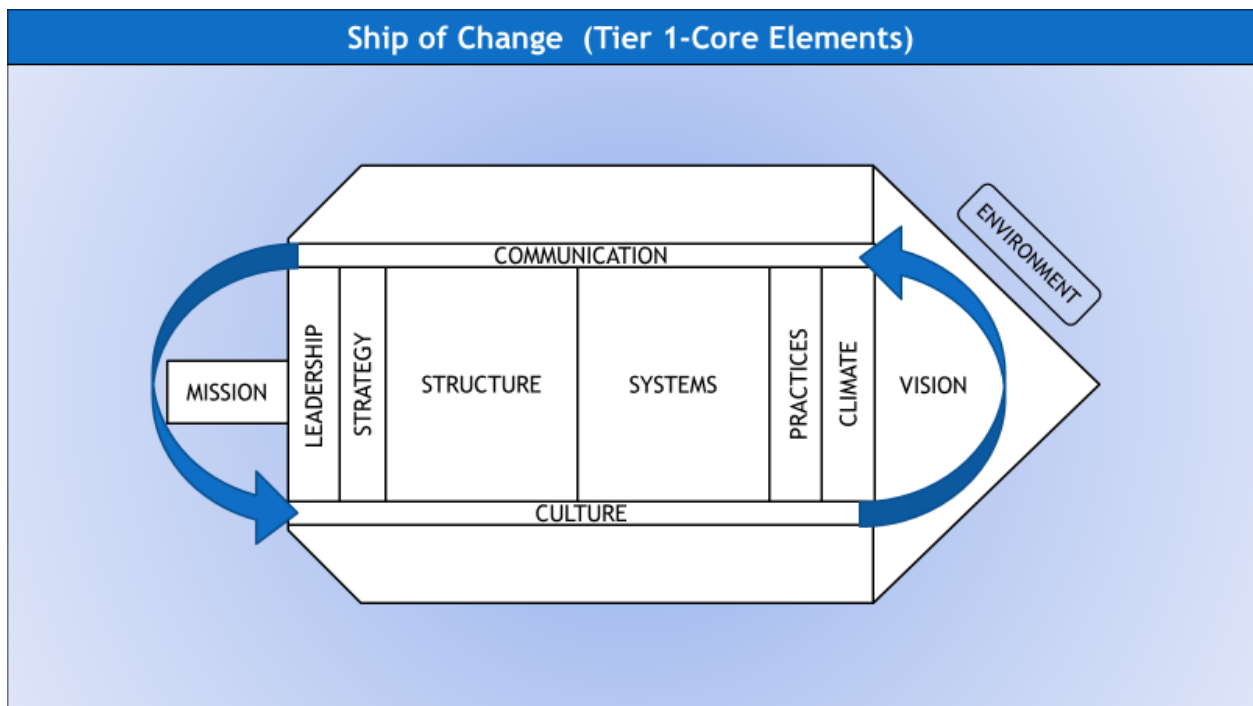 Ship of Change (Tier 1-Core Elements)
ENVIRONMENT
COMMUNICATION
MISSION
LEADERSHIP
STRATEGY
STRUCTURE
SYSTEMS
PRACTICES
CLIMATE
VISION
CULTURE